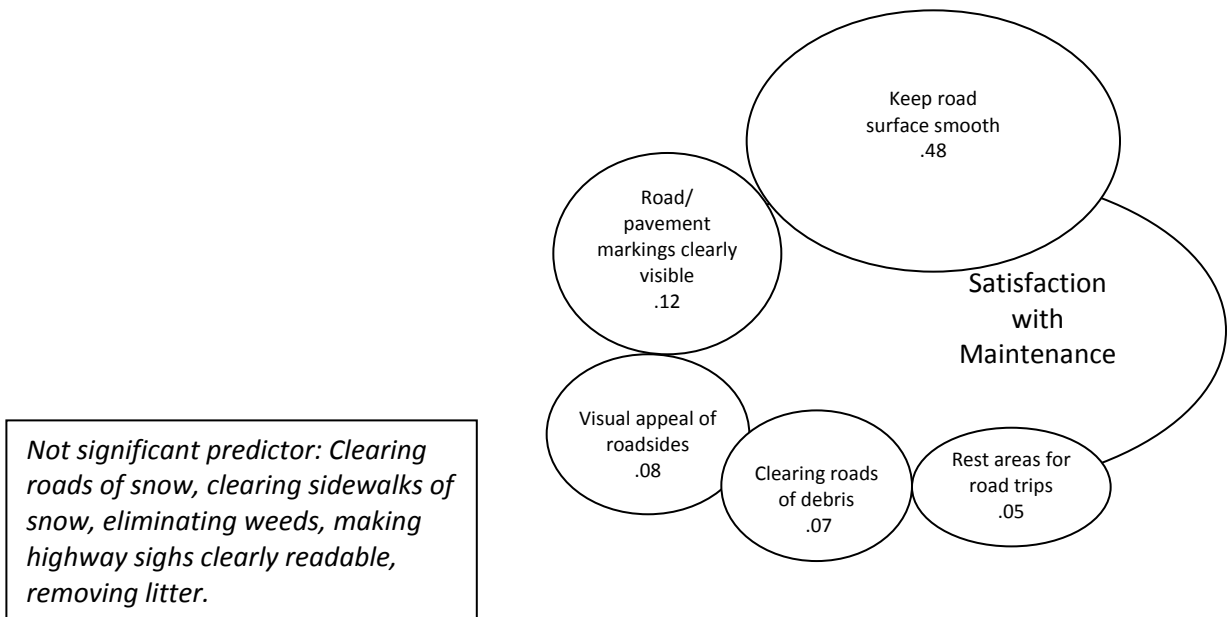 Keep road
surface smooth
.48
Road/
pavement
markings clearly
visible
.12
Satisfaction
with
Maintenance
Visual appeal of
roadsides
.08
Clearing roads
of debris
.07
Rest areas for
road trips
.05
Not significant predictor: Clearing
roads of snow, clearing sidewalks of
snow, eliminating weeds, making
highway sighs clearly readable,
removing litter.